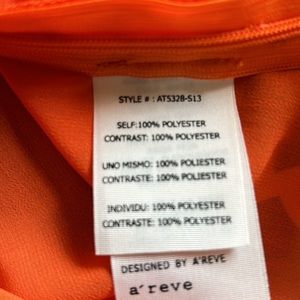 STYLE # : AT5328-S13
SELF:100% POLYESTER
CONTRAST: 100% POLYESTER
UNO MISMO: 100% POLIESTER
CONTRASTE: 100% POLIESTER
INDIVIDU: 100% POLYESTER
CONTRASTE: 100% POLYESTER
DESIGNED BY A'REVE
a'reve